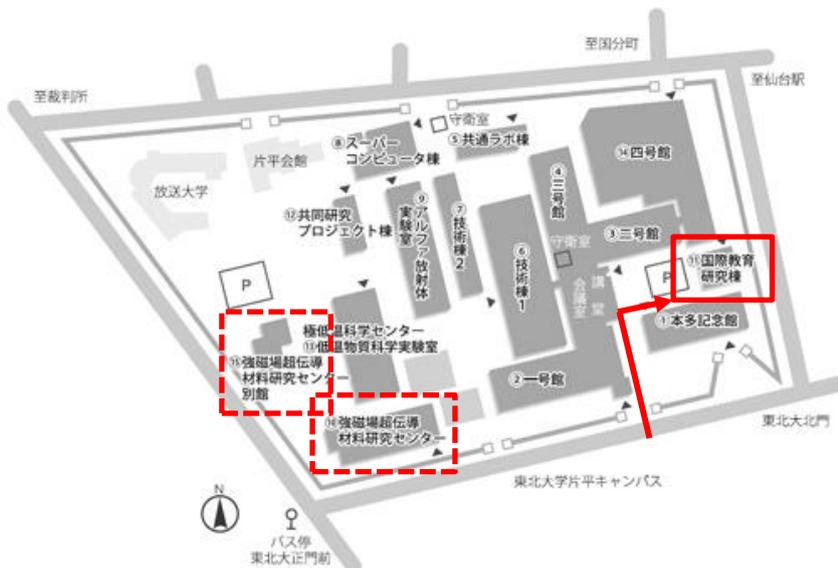 至国分町
至仙台駅
至裁判所
守衛室
⑧スーパー
コンピュータ棟
⑤共通ラボ棟
片平会館
放送大学
⑭四号館
④三号館
⑨アルファ放射体
実験室
⑦技術棟2
⑫共同研究
プロジェクト棟
③二号館
⑥技術棟1
守衛室
講堂
会議室
P
⑪国際教育
研究棟
P
①本多記念館
極低温科学センター
⑬低温物質科学実験室
⑮強磁場超伝導
材料研究センター
別館
②一号館
⑩強磁場超伝導
材料研究センター
東北大北門
東北大学片平キャンパス
N
バス停
東北大正門前